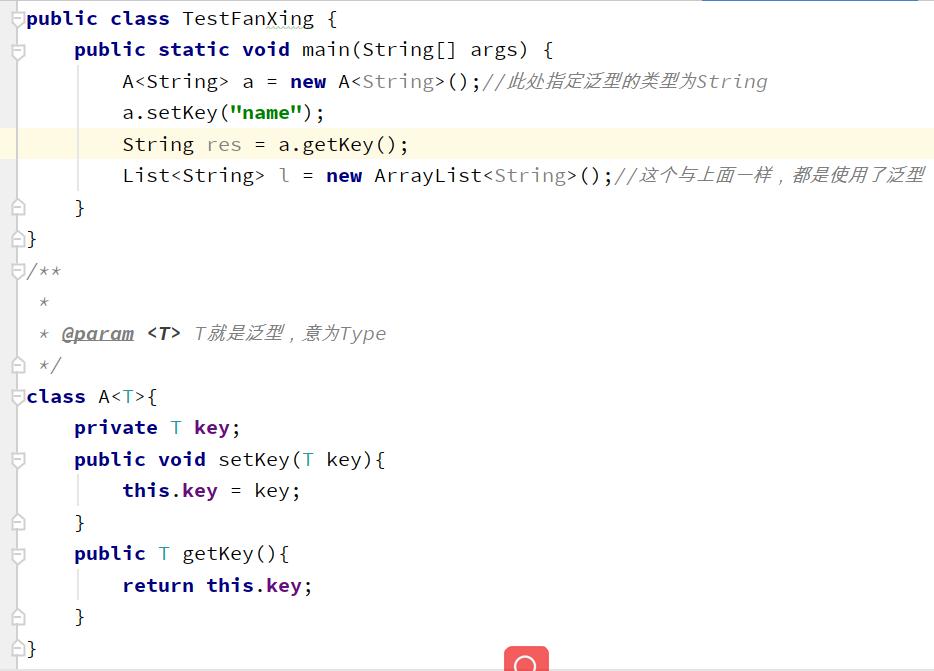 public class TestFanXing {
    public static void main(String[] args) {
        A<String> a = new A<String>();//此处指定泛型的类型为String
        a.setKey("name");
        String res = a.getKey();
        List<String> l = new ArrayList<String>();//这个与上面一样，都是使用了泛型
    }
}
/**
 *
 * @param <T> T就是泛型，意为Type
 */
class A<T>{
    private T key;
    public void setKey(T key){
        this.key = key;
    }
    public T getKey(){
        return this.key;
    }
}